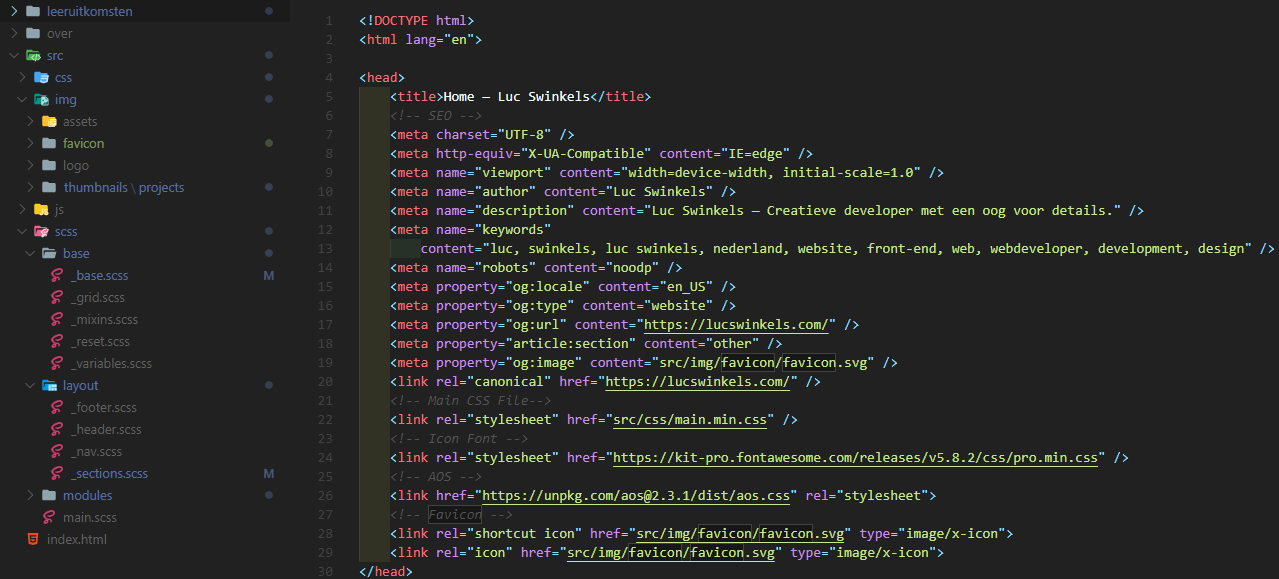 leeruitkomsten
over
src
css
img
assets
favicon
logo
thumbnails \ projects
js
scss
base
_base.scss M
_grid.scss
_mixins.scss
_reset.scss
_variables.scss
layout
_footer.scss
_header.scss
_nav.scss
_sections.scss M
modules
main.scss
index.html
1 <!DOCTYPE html>
2 <html lang="en">
3
4 <head>
5 <title>Home — Luc Swinkels</title>
6 <!-- SEO -->
7 <meta charset="UTF-8" />
8 <meta http-equiv="X-UA-Compatible" content="IE=edge" />
9 <meta name="viewport" content="width=device-width, initial-scale=1.0" />
10 <meta name="author" content="Luc Swinkels" />
11 <meta name="description" content="Luc Swinkels — Creatieve developer met een oog voor details." />
12 <meta name="keywords"
13 content="luc, swinkels, luc swinkels, nederland, website, front-end, web, webdeveloper, development, design" />
14 <meta name="robots" content="noodp" />
15 <meta property="og:locale" content="en_US" />
16 <meta property="og:type" content="website" />
17 <meta property="og:url" content="https://lucswinkels.com/" />
18 <meta property="article:section" content="other" />
19 <meta property="og:image" content="src/img/favicon/favicon.svg" />
20 <link rel="canonical" href="https://lucswinkels.com/" />
21 <!-- Main CSS File-->
22 <link rel="stylesheet" href="src/css/main.min.css" />
23 <!-- Icon Font -->
24 <link rel="stylesheet" href="https://kit-pro.fontawesome.com/releases/v5.8.2/css/pro.min.css" />
25 <!-- AOS -->
26 <link href="https://unpkg.com/aos@2.3.1/dist/aos.css" rel="stylesheet">
27 <!-- Favicon -->
28 <link rel="shortcut icon" href="src/img/favicon/favicon.svg" type="image/x-icon">
29 <link rel="icon" href="src/img/favicon/favicon.svg" type="image/x-icon">
30 </head>